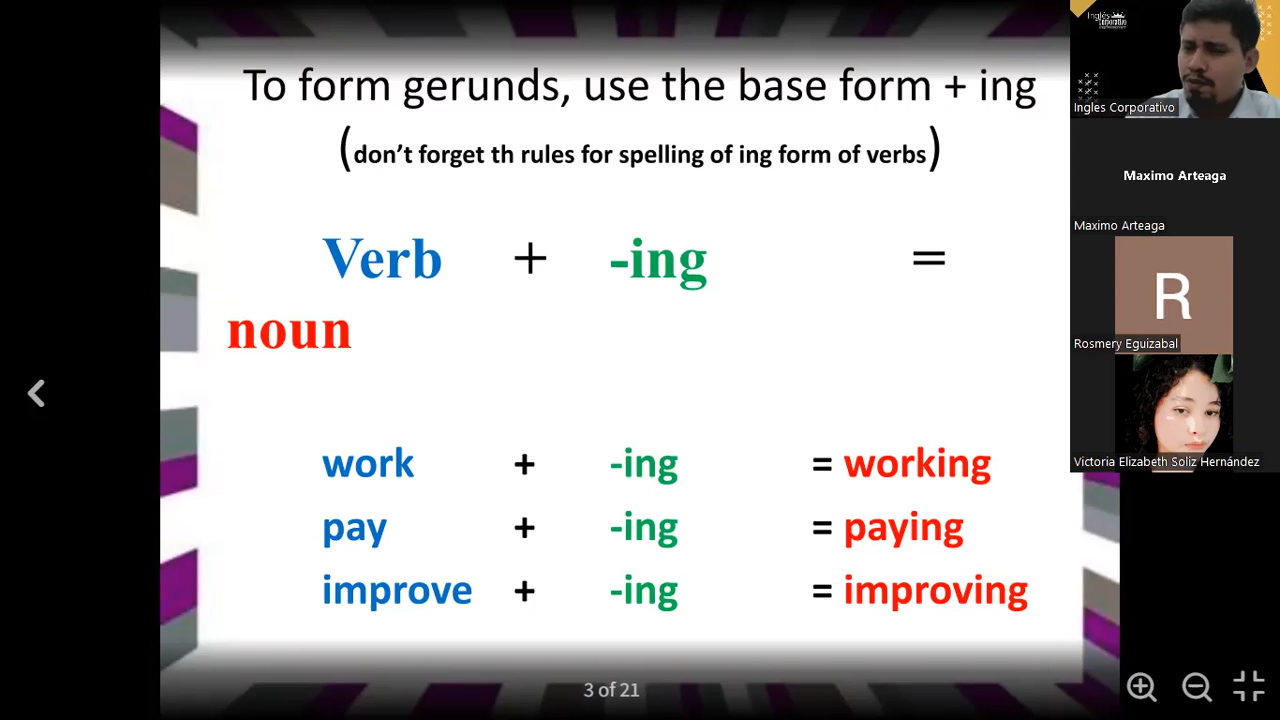 To form gerunds, use the base form + ing
(don't forget th rules for spelling of ing form of verbs)
Verb + -ing =
noun
work + -ing = working
pay + -ing = paying
improve + -ing = improving
3 of 21
Inglés
Corporativo
Ingles Corporativo
Maximo Arteaga
Maximo Arteaga
R
Rosmery Eguizabal
Victoria Elizabeth Soliz Hernández